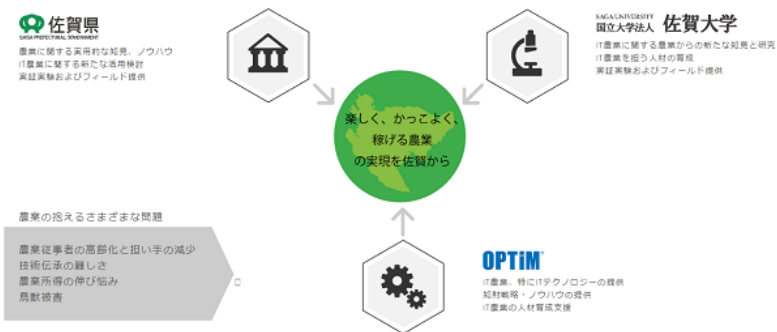 佐賀県
SAGA PREFECTURAL GOVERNMENT
農業に関する実用的な知見、ノウハウ
IT農業に関する新たな活用検討
実証実験およびフィールド提供
SAGA UNIVERSITY
国立大学法人 佐賀大学
IT農業に関する農業からの新たな知見と研究
IT農業を担う人材の育成
実証実験およびフィールド提供
楽しく、かっこよく、
稼げる農業
の実現を佐賀から
農業の抱えるさまざまな問題
農業従事者の高齢化と担い手の減少
技術伝承の難しさ
農業所得の伸び悩み
鳥獣被害
OPTiM®
IT農業、特にITテクノロジーの提供
知財戦略・ノウハウの提供
IT農業の人材育成支援